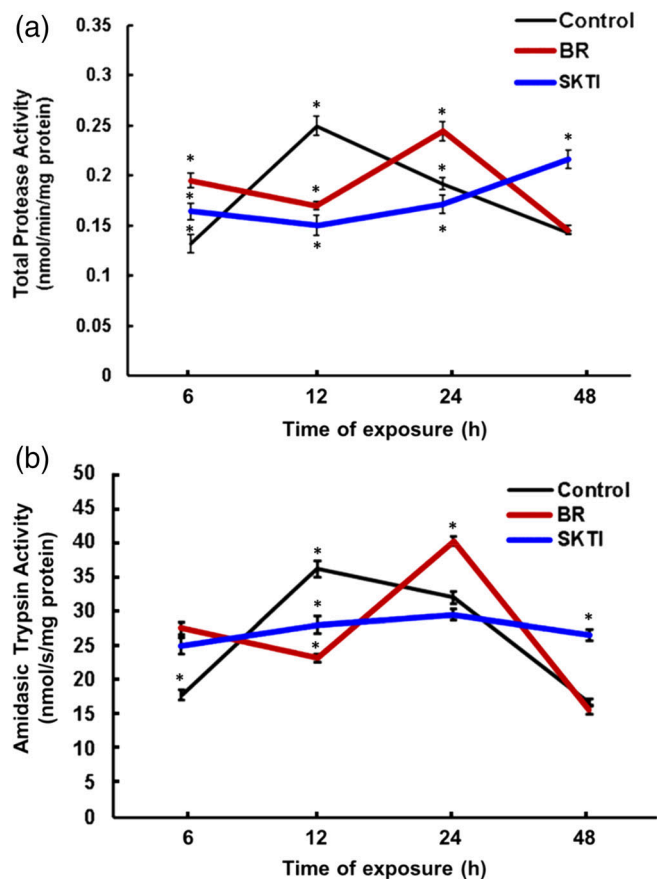 (a)
Control
BR
SKTI
Total Protease Activity
(nmol/min/mg protein)
0.35
0.3
0.25
0.2
0.15
0.1
0.05
0
* * * * * * * * * *
6 12 24 48
Time of exposure (h)
(b)
Control
BR
SKTI
Amidasic Trypsin Activity
(nmol/s/mg protein)
50
45
40
35
30
25
20
15
10
5
0
* * * * * *
6 12 24 48
Time of exposure (h)